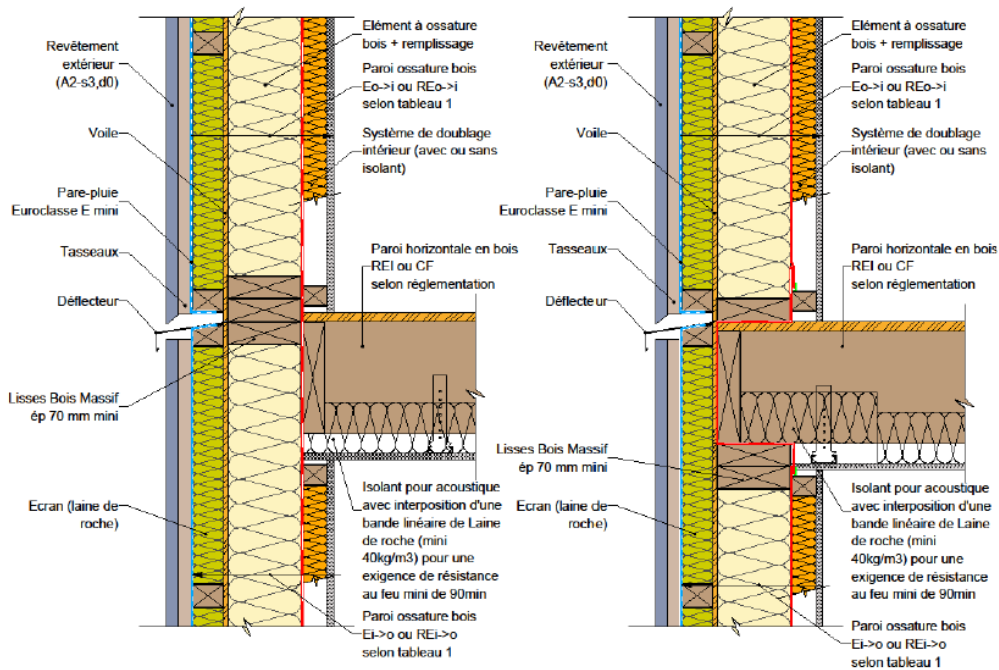 Revêtement
extérieur
(A2-s3,d0)
Voile
Pare-pluie
Euroclasse E mini
Tasseaux
Déflecteur
Lisses Bois Massif
ép 70 mm mini
Ecran (laine de
roche)
Elément à ossature
bois + remplissage
Paroi ossature bois
Eo->i ou REo->i
selon tableau 1
Système de doublage
intérieur (avec ou sans
isolant)
Paroi horizontale en bois
REI ou CF
selon réglementation
Isolant pour acoustique
avec interposition d'une
bande linéaire de Laine
de roche (mini
40kg/m3) pour une
exigence de résistance
au feu mini de 90min
Paroi ossature bois
Ei->o ou REi->o
selon tableau 1
Revêtement
extérieur
(A2-s3,d0)
Voile
Pare-pluie
Euroclasse E mini
Tasseaux
Déflecteur
Lisses Bois Massif
ép 70 mm miini
Ecran (laine de
roche)
Elément à ossature
bois + remplissage
Paroi ossature bois
Eo->i ou REo->i
selon tableau 1
Système de doublage
intérieur (avec ou sans
isolant)
Paroi horizontale en bois
REI ou CF
selon réglementation
Isolant pour acoustique
avec interposition d'une
bande linéaire de Laine
de roche (mini
40kg/m3) pour une
exigence de résistance
au feu mini de 90min
Paroi ossature bois
Ei->o ou REi->o
selon tableau 1